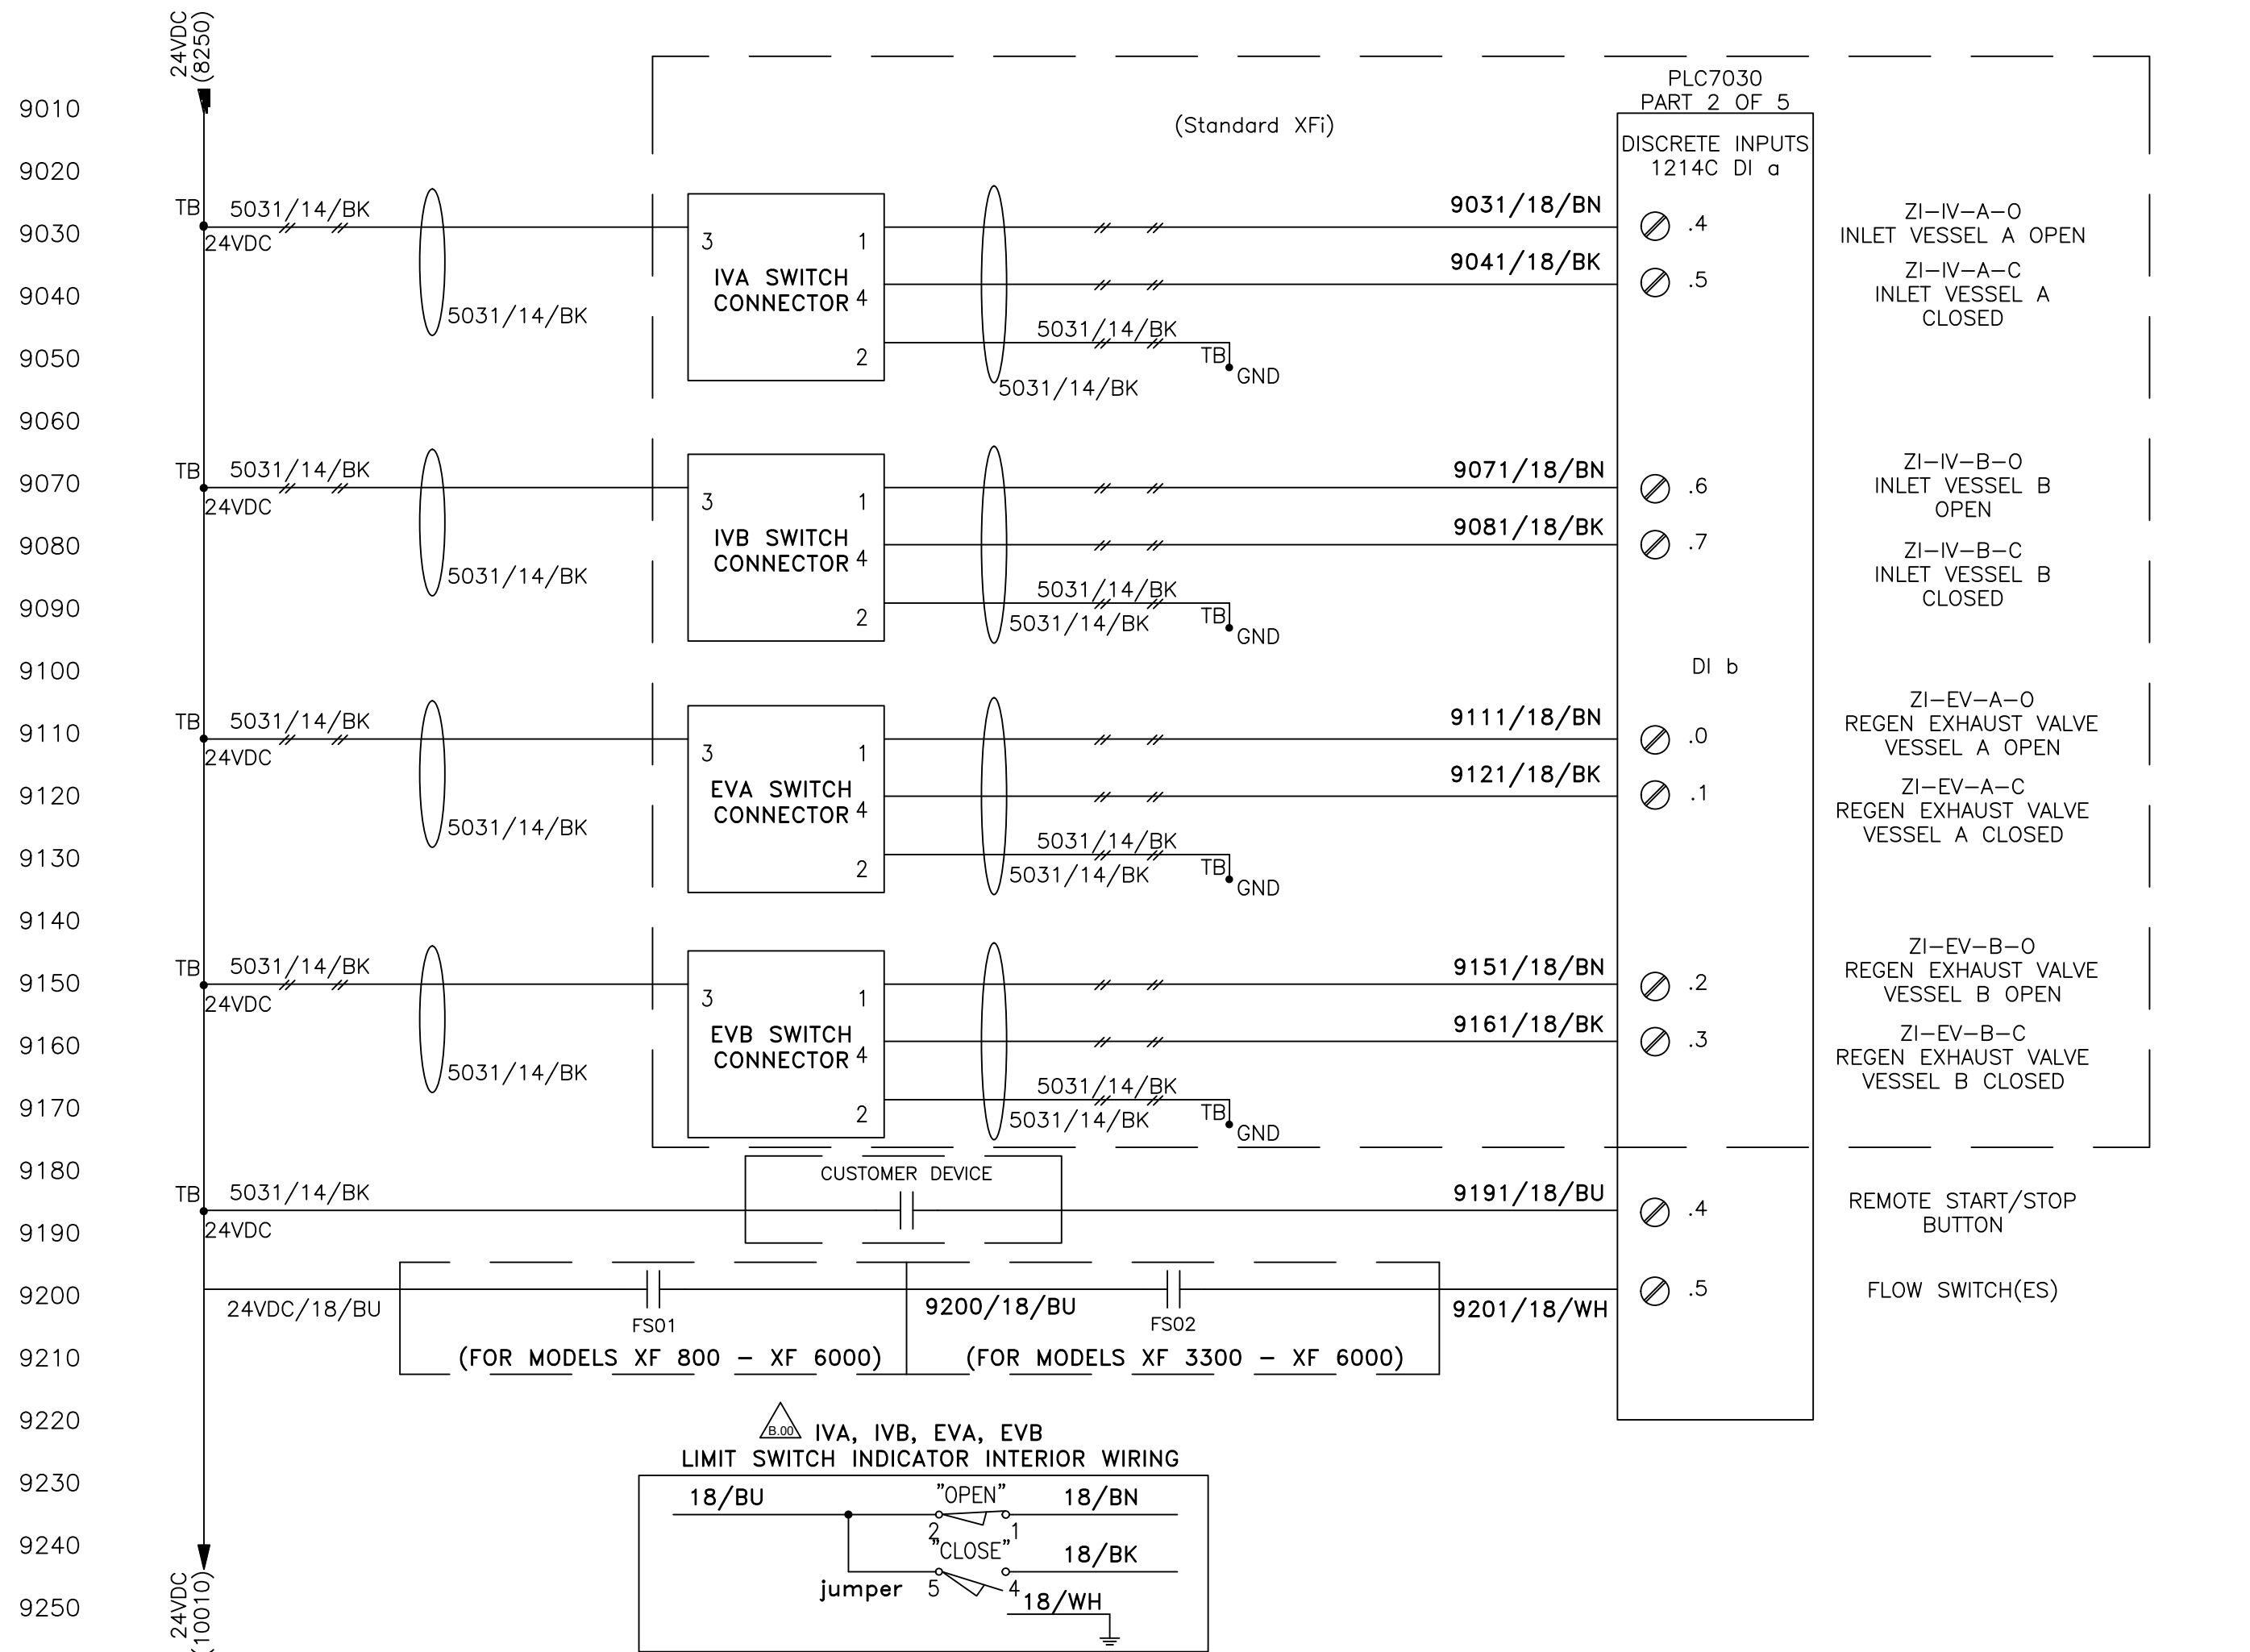 24VDC
(8250)
PLC7030
PART 2 OF 5
9010
(Standard XFi)
DISCRETE INPUTS
1214C DI a
9020
TB
5031/14/BK
9031/18/BN
.4
ZI-IV-A-O
INLET VESSEL A OPEN
9030
24VDC
3
1
IVA SWITCH
CONNECTOR
4
9041/18/BK
.5
ZI-IV-A-C
INLET VESSEL A
CLOSED
9040
5031/14/BK
5031/14/BK
9050
2
TB
GND
5031/14/BK
9060
TB
5031/14/BK
9071/18/BN
.6
ZI-IV-B-O
INLET VESSEL B
OPEN
9070
24VDC
3
1
IVB SWITCH
CONNECTOR
4
9081/18/BK
.7
ZI-IV-B-C
INLET VESSEL B
CLOSED
9080
5031/14/BK
5031/14/BK
9090
2
5031/14/BK
TB
GND
9100
DI b
TB
5031/14/BK
9111/18/BN
.0
ZI-EV-A-O
REGEN EXHAUST VALVE
VESSEL A OPEN
9110
24VDC
3
1
EVA SWITCH
CONNECTOR
4
9121/18/BK
.1
ZI-EV-A-C
REGEN EXHAUST VALVE
VESSEL A CLOSED
9120
5031/14/BK
5031/14/BK
9130
2
5031/14/BK
TB
GND
9140
TB
5031/14/BK
9151/18/BN
.2
ZI-EV-B-O
REGEN EXHAUST VALVE
VESSEL B OPEN
9150
24VDC
3
1
EVB SWITCH
CONNECTOR
4
9161/18/BK
.3
ZI-EV-B-C
REGEN EXHAUST VALVE
VESSEL B CLOSED
9160
5031/14/BK
5031/14/BK
9170
2
5031/14/BK
TB
GND
9180
CUSTOMER DEVICE
TB
5031/14/BK
9191/18/BU
.4
REMOTE START/STOP
BUTTON
9190
24VDC
9200
24VDC/18/BU
FS01
9200/18/BU
FS02
9201/18/WH
.5
FLOW SWITCH(ES)
9210
(FOR MODELS XF 800 - XF 6000)
(FOR MODELS XF 3300 - XF 6000)
9220
B.00
IVA, IVB, EVA, EVB
LIMIT SWITCH INDICATOR INTERIOR WIRING
9230
18/BU
"OPEN"
18/BN
2
1
9240
"CLOSE"
18/BK
jumper
5
4
18/WH
9250
24VDC
(10010)